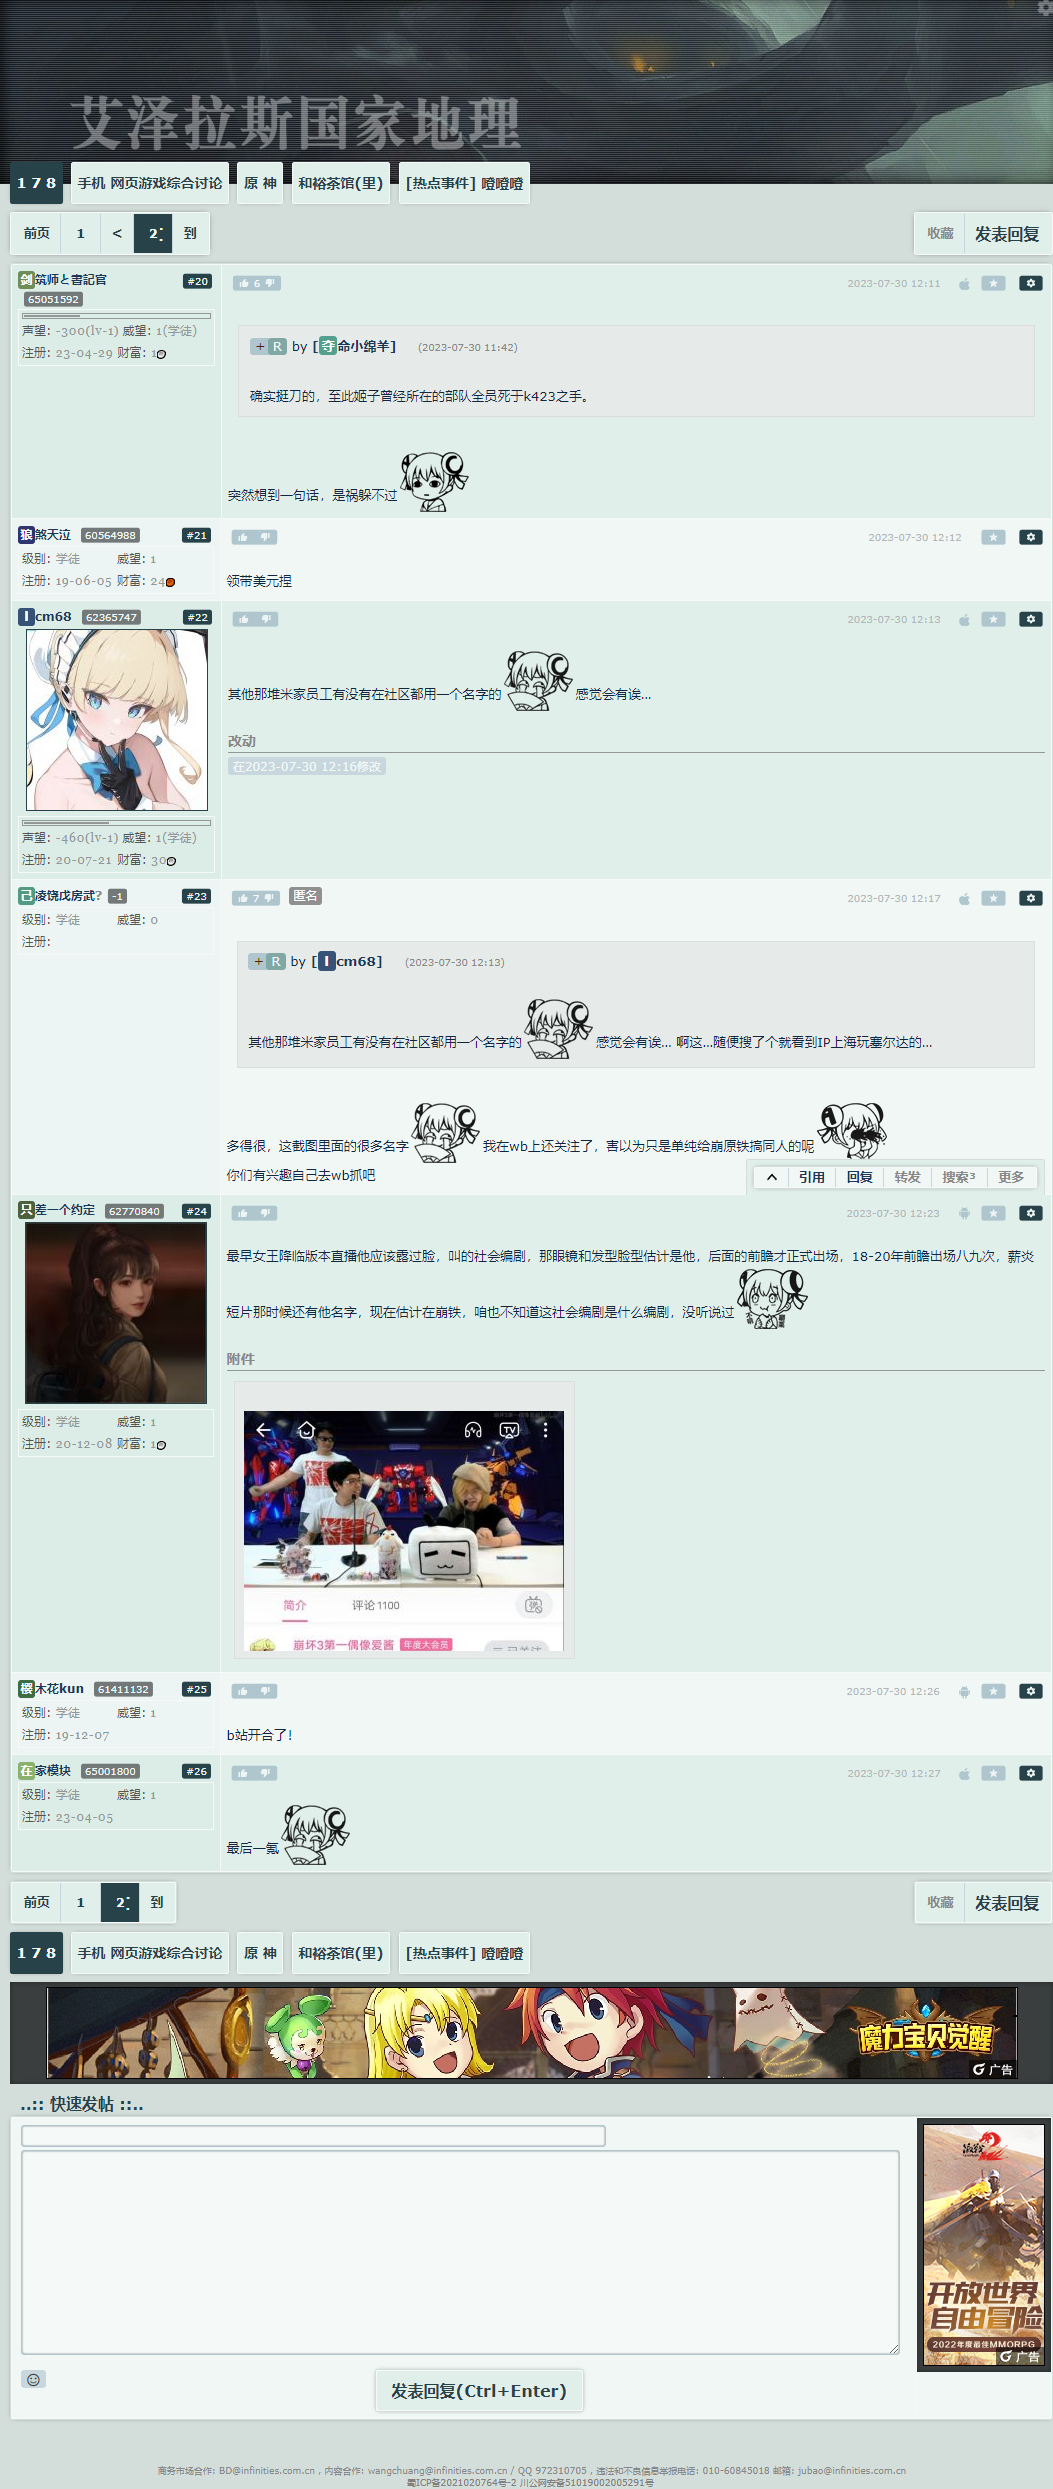 艾泽拉斯国家地理
1 7 8 手机 网页游戏综合讨论 原 神 和裕茶馆(里) [热点事件] 噔噔噔
前页 1 < 2 到 收藏 发表回复
剑筑师と書記官 #20 6 2023-07-30 12:11
65051592
声望: -300(lv-1) 威望: 1(学徒)
注册: 23-04-29 财富: 1
+ R by [夺命小绵羊] (2023-07-30 11:42)
确实挺刀的，至此姬子曾经所在的部队全员死于k423之手。
突然想到一句话，是祸躲不过
狼煞天泣 60564988 #21 2023-07-30 12:12
级别: 学徒 威望: 1
注册: 19-06-05 财富: 24
领带美元捏
Icm68 62365747 #22 2023-07-30 12:13
其他那堆米家员工有没有在社区都用一个名字的 感觉会有诶...
改动
在2023-07-30 12:16修改
声望: -460(lv-1) 威望: 1(学徒)
注册: 20-07-21 财富: 30
己凌饶戊房武? -1 #23 7 匿名 2023-07-30 12:17
级别: 学徒 威望: 0
注册:
+ R by [Icm68] (2023-07-30 12:13)
其他那堆米家员工有没有在社区都用一个名字的 感觉会有诶... 啊这...随便搜了个就看到IP上海玩塞尔达的...
多得很，这截图里面的很多名字 我在wb上还关注了，害以为只是单纯给崩原铁搞同人的呢
你们有兴趣自己去wb抓吧
引用 回复 转发 搜索³ 更多
只差一个约定 62770840 #24 2023-07-30 12:23
最早女王降临版本直播他应该露过脸，叫的社会编剧，那眼镜和发型脸型估计是他，后面的前瞻才正式出场，18-20年前瞻出场八九次，薪炎
短片那时候还有他名字，现在估计在崩铁，咱也不知道这社会编剧是什么编剧，没听说过
附件
级别: 学徒 威望: 1
注册: 20-12-08 财富: 1
TV
简介 评论 1100
崩坏3第一偶像爱酱 年度大会员
已关注
樱木花kun 61411132 #25 2023-07-30 12:26
级别: 学徒 威望: 1
注册: 19-12-07
b站开合了！
在家模块 65001800 #26 2023-07-30 12:27
级别: 学徒 威望: 1
注册: 23-04-05
最后一氪
前页 1 2 到 收藏 发表回复
1 7 8 手机 网页游戏综合讨论 原 神 和裕茶馆(里) [热点事件] 噔噔噔
魔力宝贝觉醒
广告
..:: 快速发帖 ::..
激战2
开放世界
自由冒险
2022年度最佳MMORPG
广告
发表回复(Ctrl+Enter)
商务市场合作: BD@infinities.com.cn , 内容合作: wangchuang@infinities.com.cn / QQ 972310705 , 违法和不良信息举报电话: 010-60845018 邮箱: jubao@infinities.com.cn
蜀ICP备2021020764号-2 川公网安备51019002005291号